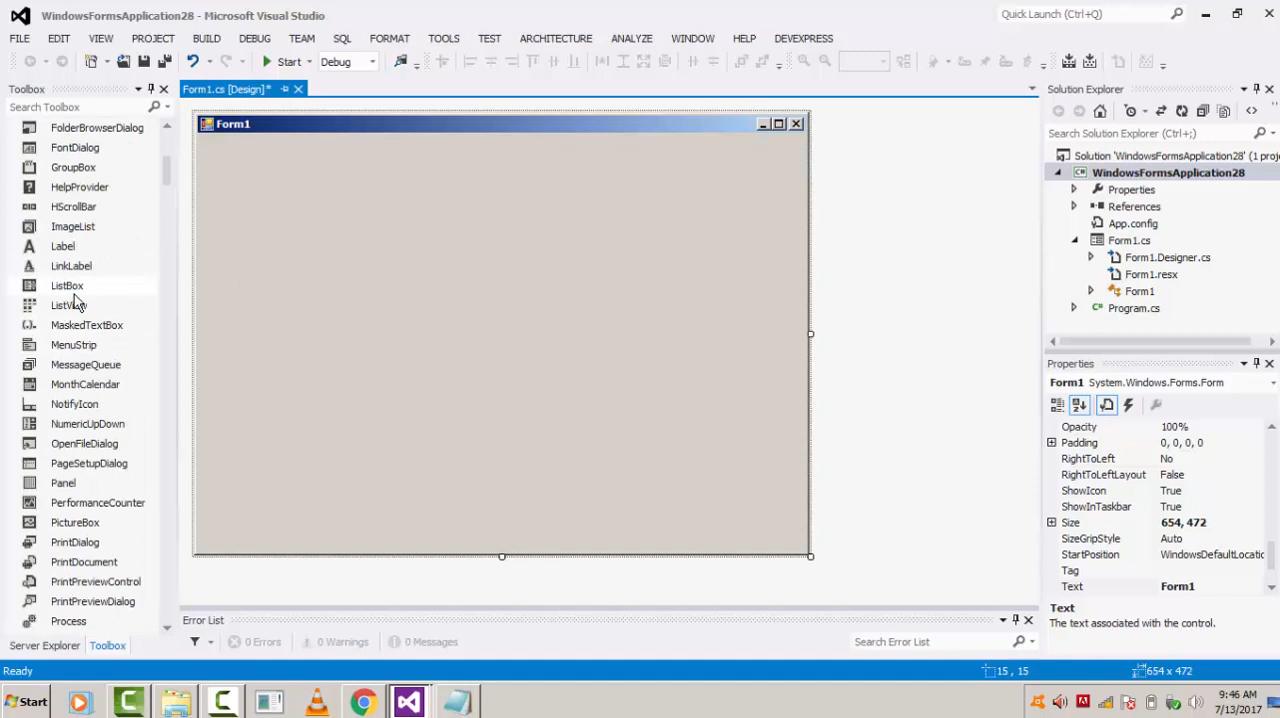 WindowsFormsApplication28 - Microsoft Visual Studio
Quick Launch (Ctrl+Q)
FILE EDIT VIEW PROJECT BUILD DEBUG TEAM SQL FORMAT TOOLS TEST ARCHITECTURE ANALYZE WINDOW HELP DEVEXPRESS
Start Debug
Toolbox
Search Toolbox
FolderBrowserDialog
FontDialog
GroupBox
HelpProvider
HScrollBar
ImageList
Label
LinkLabel
ListBox
MaskedTextBox
MenuStrip
MessageQueue
MonthCalendar
NotifyIcon
NumericUpDown
OpenFileDialog
PageSetupDialog
Panel
PerformanceCounter
PictureBox
PrintDialog
PrintDocument
PrintPreviewControl
PrintPreviewDialog
Process
Server Explorer Toolbox
Form1.cs [Design]*
Form1
Error List
0 Errors 0 Warnings 0 Messages
Search Error List
Solution Explorer
Search Solution Explorer (Ctrl+;)
Solution 'WindowsFormsApplication28' (1 proje
WindowsFormsApplication28
Properties
References
App.config
Form1.cs
Form1.Designer.cs
Form1.resx
Form1
Program.cs
Properties
Form1 System.Windows.Forms.Form
Opacity 100%
Padding 0, 0, 0, 0
RightToLeft No
RightToLeftLayout False
ShowIcon True
ShowInTaskbar True
Size 654, 472
SizeGripStyle Auto
StartPosition WindowsDefaultLocatio
Tag
Text Form1
Text
The text associated with the control.
Ready
15 , 15
654 x 472
Start
9:46 AM
7/13/2017